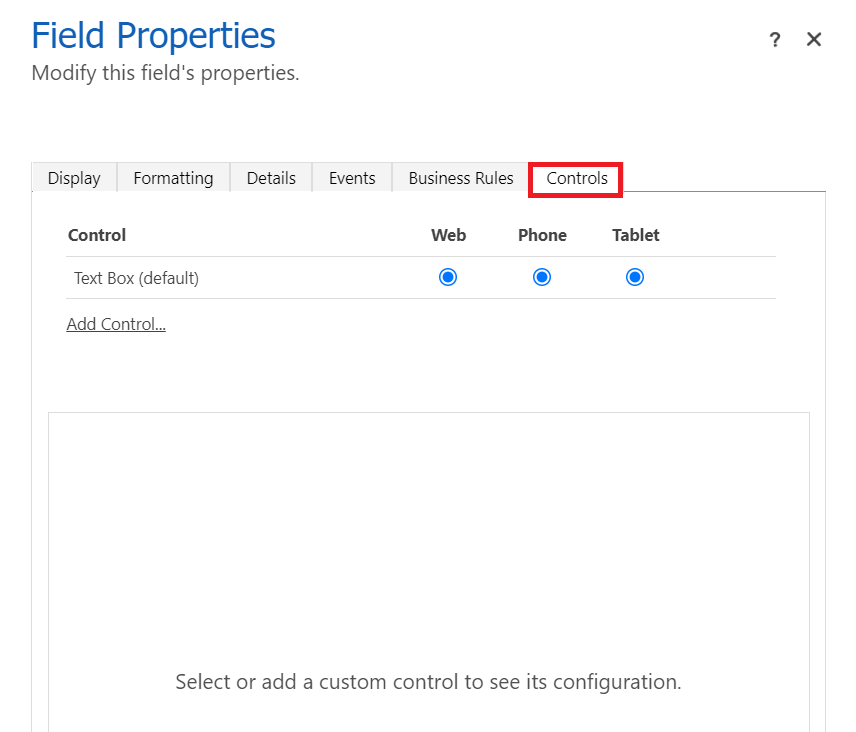 Field Properties
? ✕
Modify this field's properties.
Display Formatting Details Events Business Rules Controls
Control Web Phone Tablet
Text Box (default)
Add Control...
Select or add a custom control to see its configuration.